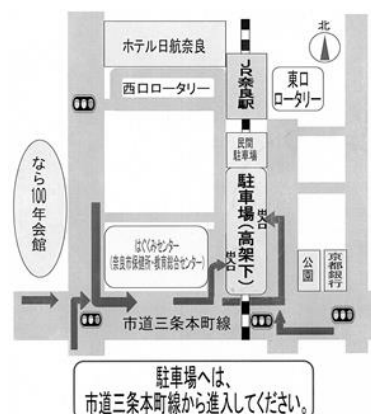 北
ホテル日航奈良
JR奈良駅
西口ロータリー
東口
ロータリー
民間
駐車場
なら
100年
会館
駐車場(高架下)
出入口
はぐくみセンター
(奈良市保健所・教育総合センター)
出入口
公園
京都銀行
市道三条本町線
駐車場へは、
市道三条本町線から進入してください。